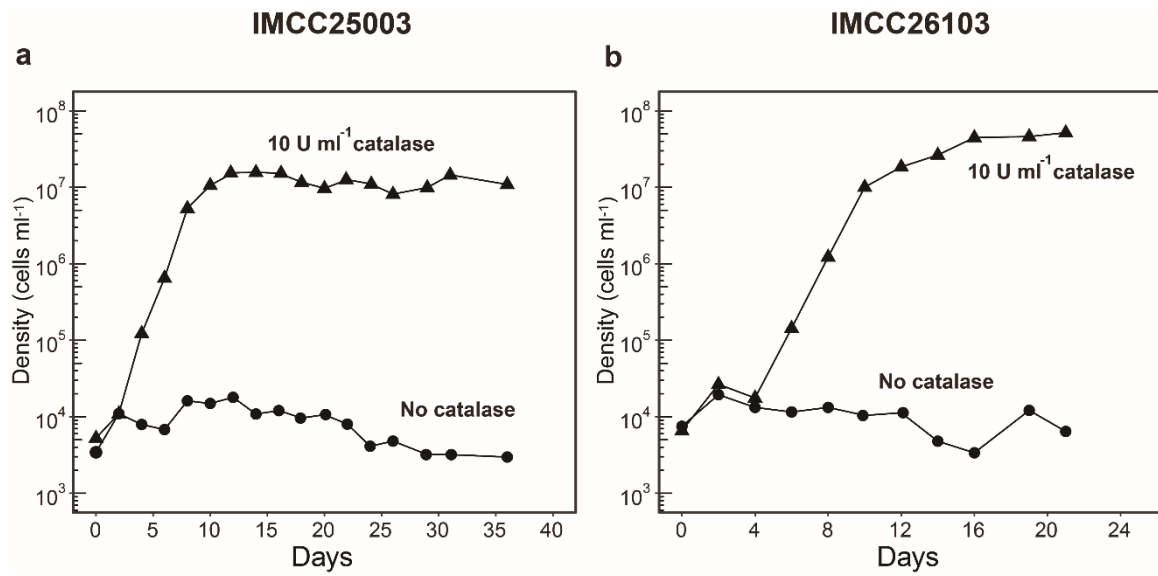 IMCC25003
IMCC26103
a
b
10⁸
10⁷
10⁶
10⁵
10⁴
10³
Density (cells ml⁻¹)
10 U ml⁻¹catalase
No catalase
0 5 10 15 20 25 30 35 40
Days
10⁸
10⁷
10⁶
10⁵
10⁴
10³
Density (cells ml⁻¹)
10 U ml⁻¹catalase
No catalase
0 4 8 12 16 20 24
Days